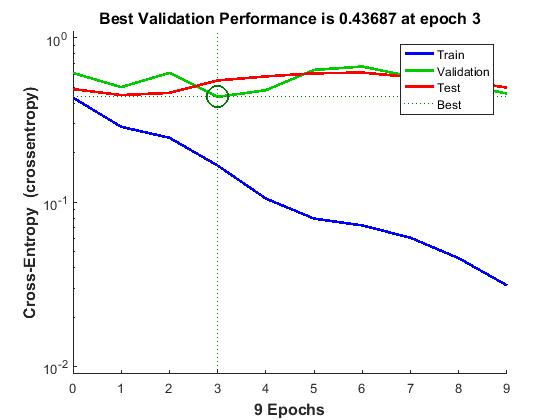 Best Validation Performance is 0.43687 at epoch 3
Cross-Entropy (crossentropy)
10^0
10^-1
10^-2
Train
Validation
Test
Best
0 1 2 3 4 5 6 7 8 9
9 Epochs